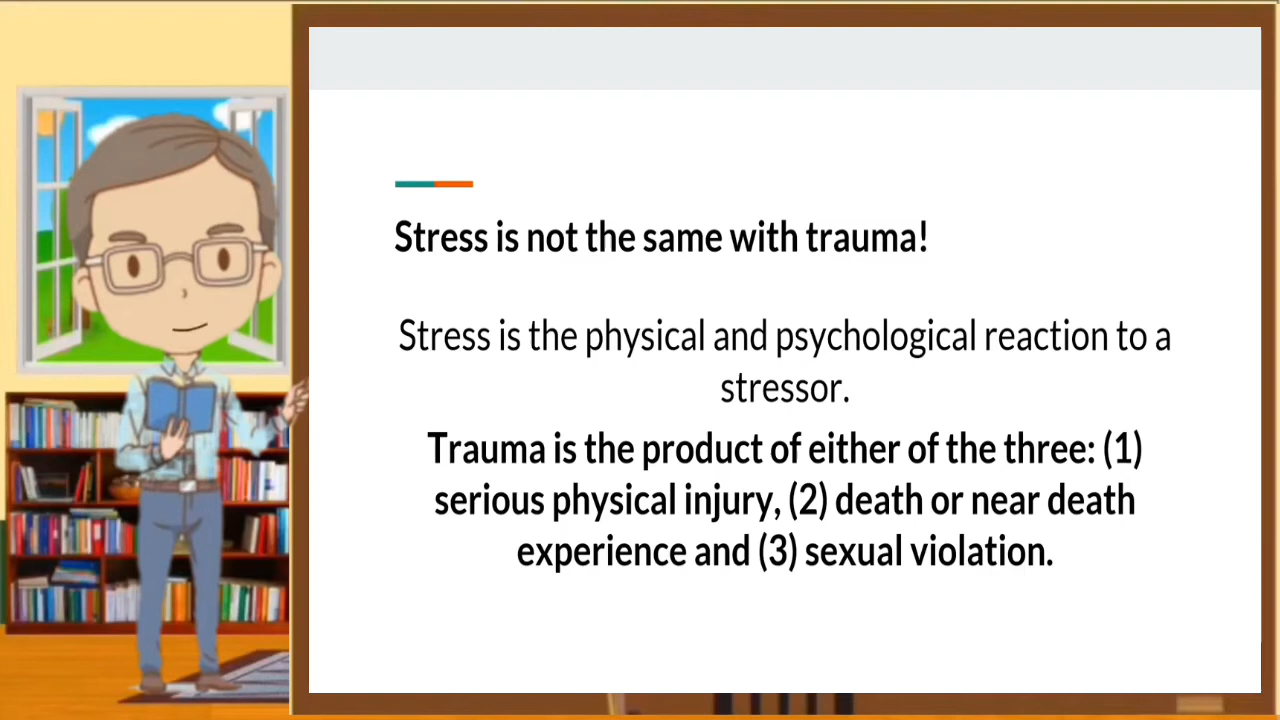 Stress is not the same with trauma!
Stress is the physical and psychological reaction to a
stressor.
Trauma is the product of either of the three: (1)
serious physical injury, (2) death or near death
experience and (3) sexual violation.